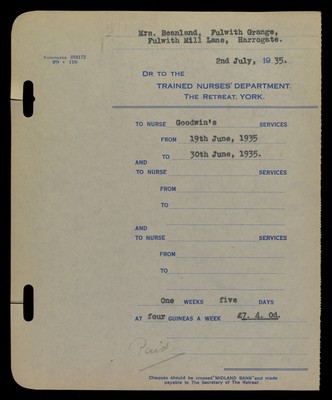 Mrs. Beanland, Fulwith Grange,
Fulwith Mill Lane, Harrogate.
2nd July, 1935.
DR TO THE
TRAINED NURSES' DEPARTMENT.
THE RETREAT, YORK.
TO NURSE Goodwin's SERVICES
FROM 19th June, 1935
TO 30th June, 1935.
AND
TO NURSE SERVICES
FROM
TO
AND
TO NURSE SERVICES
FROM
TO
One WEEKS five DAYS
AT four GUINEAS A WEEK £7. 4. 0d.
Paid
Cheques should be crossed "MIDLAND BANK" and made
payable to The Secretary of The Retreat.